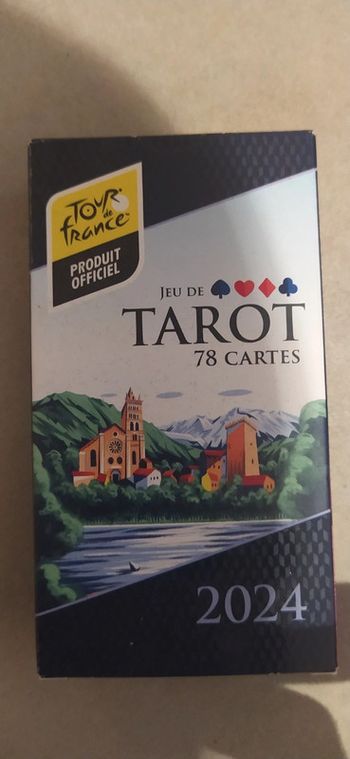 TOUR
de
france
PRODUIT
OFFICIEL
JEU DE
TAROT
78 CARTES
2024